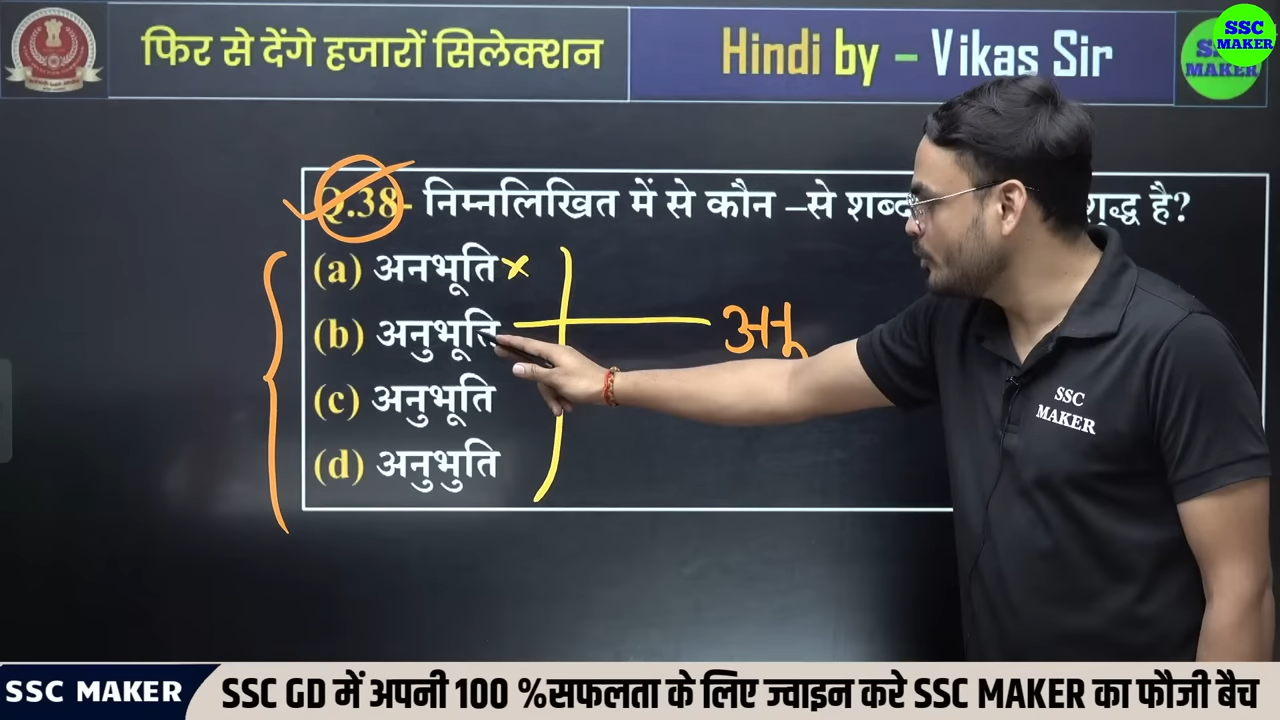 फिर से देंगे हजारों सिलेक्शन
Hindi by – Vikas Sir
SSC
MAKER
Q.38- निम्नलिखित में से कौन –से शब्द शुद्ध है?
(a) अनभूति ×
(b) अनुभूति
अनू
(c) अनुभूति
(d) अनुभुति
SSC
MAKER
SSC MAKER
SSC GD में अपनी 100 %सफलता के लिए ज्वाइन करे SSC MAKER का फौजी बैच